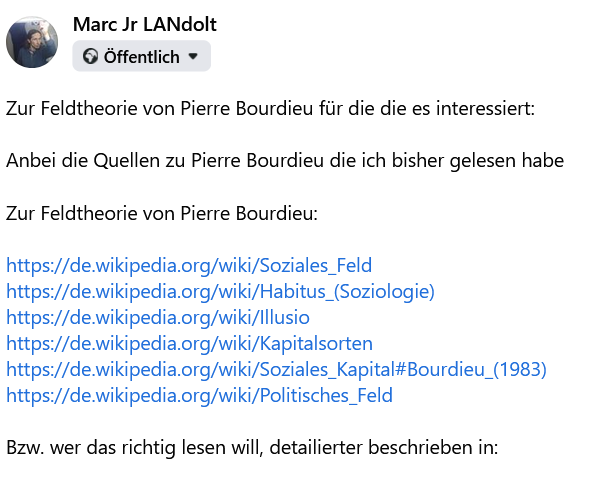 Marc Jr LANdolt
Öffentlich
Zur Feldtheorie von Pierre Bourdieu für die die es interessiert:
Anbei die Quellen zu Pierre Bourdieu die ich bisher gelesen habe
Zur Feldtheorie von Pierre Bourdieu:
https://de.wikipedia.org/wiki/Soziales_Feld
https://de.wikipedia.org/wiki/Habitus_(Soziologie)
https://de.wikipedia.org/wiki/Illusio
https://de.wikipedia.org/wiki/Kapitalsorten
https://de.wikipedia.org/wiki/Soziales_Kapital#Bourdieu_(1983)
https://de.wikipedia.org/wiki/Politisches_Feld
Bzw. wer das richtig lesen will, detailierter beschrieben in: